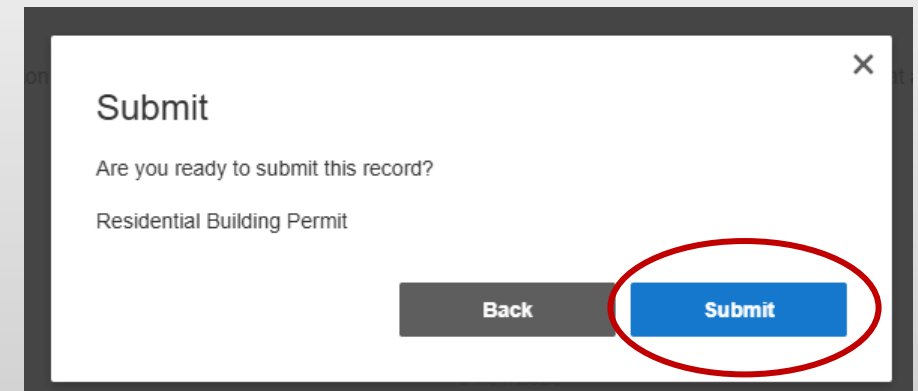 Submit
Are you ready to submit this record?
Residential Building Permit
Back Submit